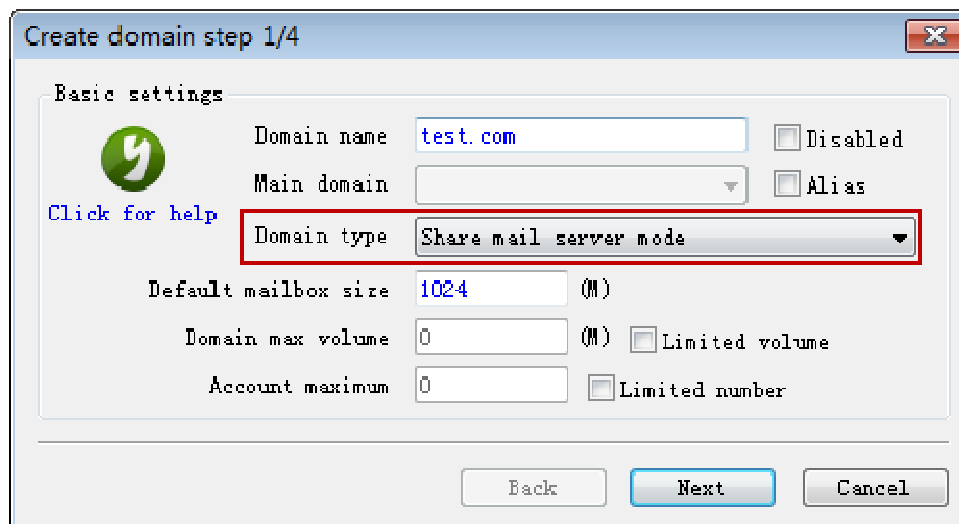 Create domain step 1/4
Basic settings
Domain name test.com Disabled
Main domain Alias
Click for help
Domain type Share mail server mode
Default mailbox size 1024 (M)
Domain max volume 0 (M) Limited volume
Account maximum 0 Limited number
Back Next Cancel